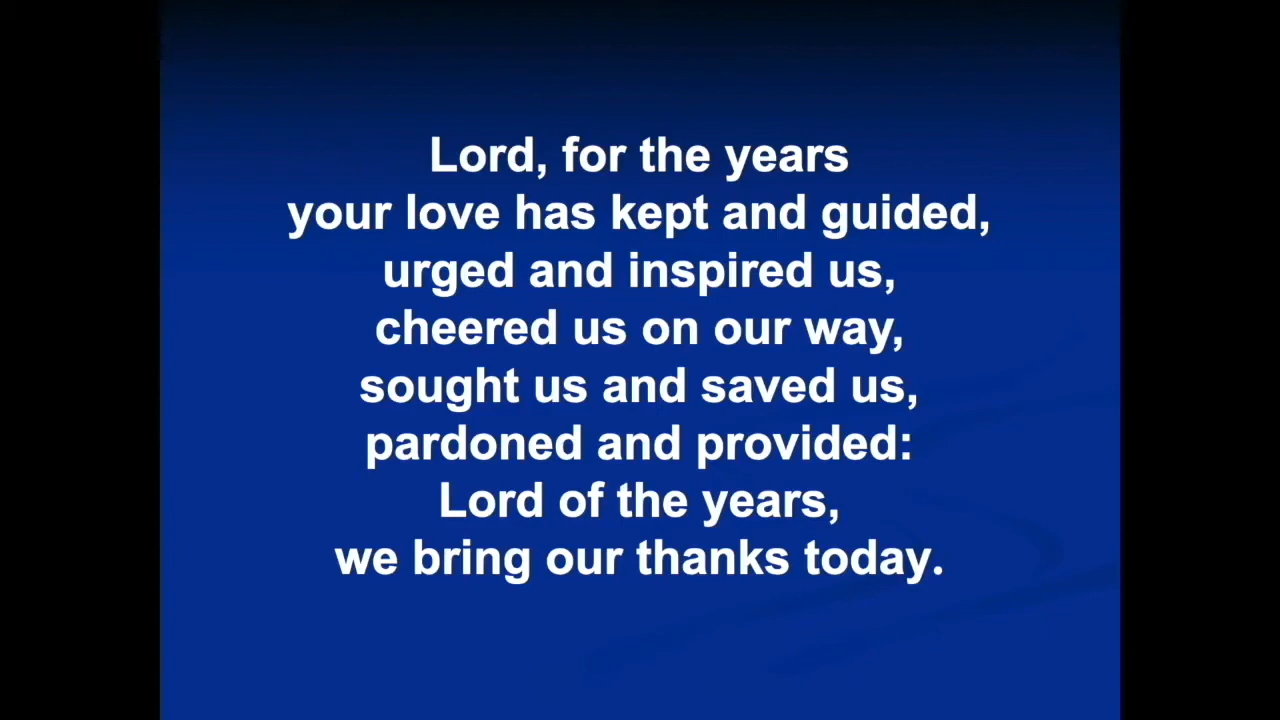 Lord, for the years
your love has kept and guided,
urged and inspired us,
cheered us on our way,
sought us and saved us,
pardoned and provided:
Lord of the years,
we bring our thanks today.